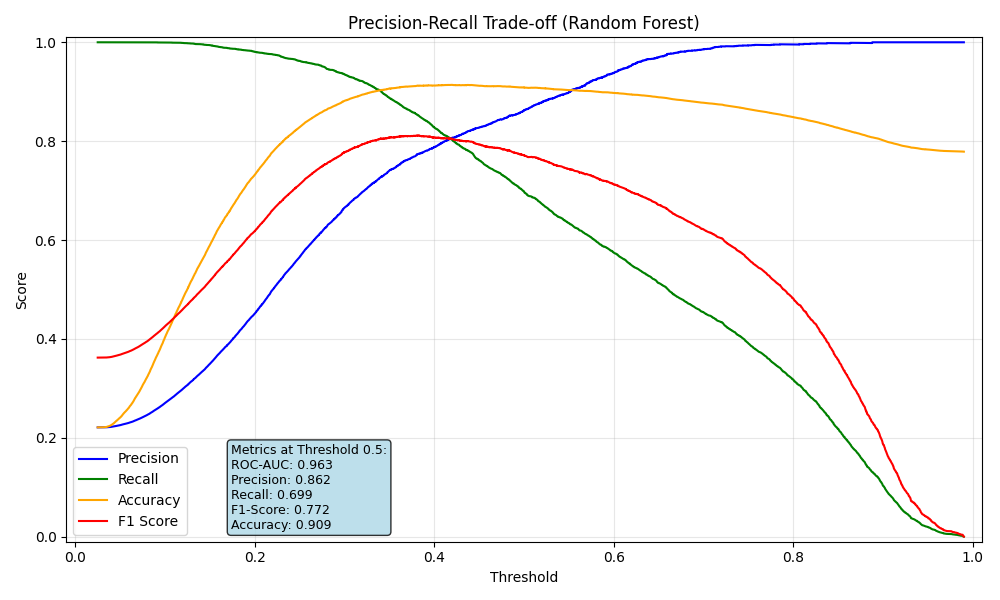 Precision-Recall Trade-off (Random Forest)
Score
1.0
0.8
0.6
0.4
0.2
0.0
Precision
Recall
Accuracy
F1 Score
Metrics at Threshold 0.5:
ROC-AUC: 0.963
Precision: 0.862
Recall: 0.699
F1-Score: 0.772
Accuracy: 0.909
0.0 0.2 0.4 0.6 0.8 1.0
Threshold